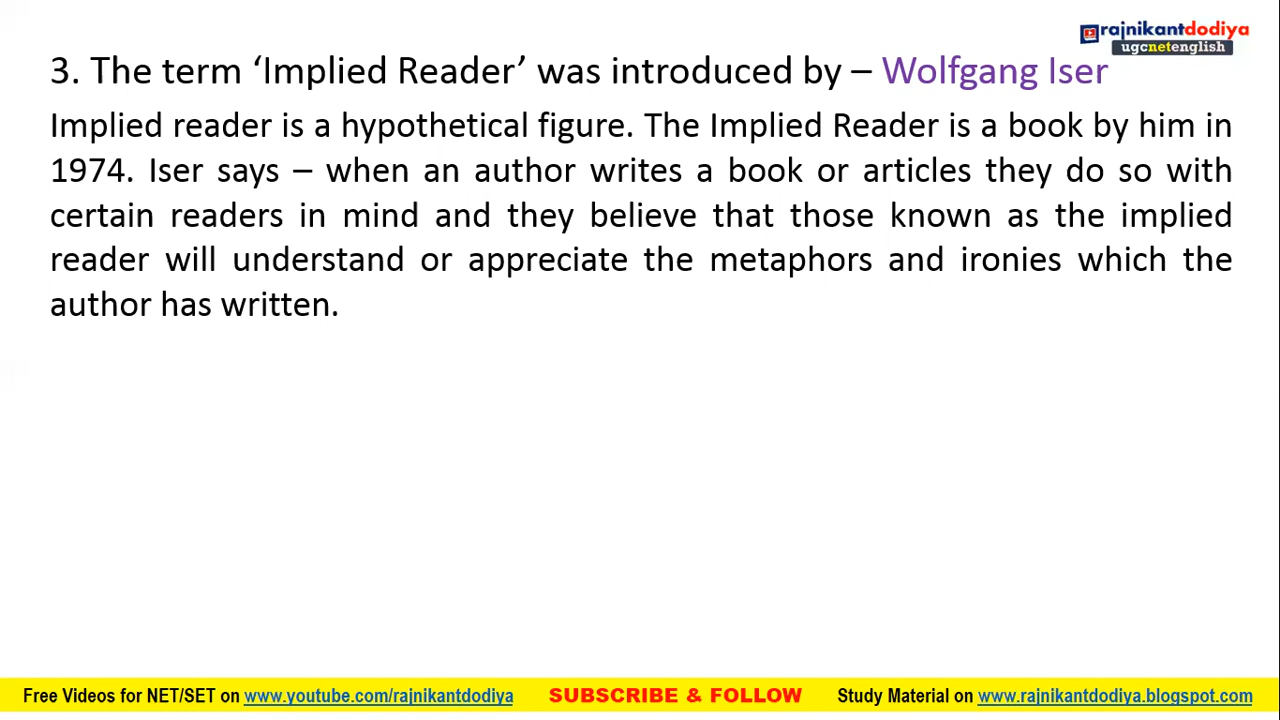 rajnikantdodiya
ugcnetenglish
3. The term ‘Implied Reader’ was introduced by – Wolfgang Iser
Implied reader is a hypothetical figure. The Implied Reader is a book by him in
1974. Iser says – when an author writes a book or articles they do so with
certain readers in mind and they believe that those known as the implied
reader will understand or appreciate the metaphors and ironies which the
author has written.
Free Videos for NET/SET on www.youtube.com/rajnikantdodiya SUBSCRIBE & FOLLOW Study Material on www.rajnikantdodiya.blogspot.com